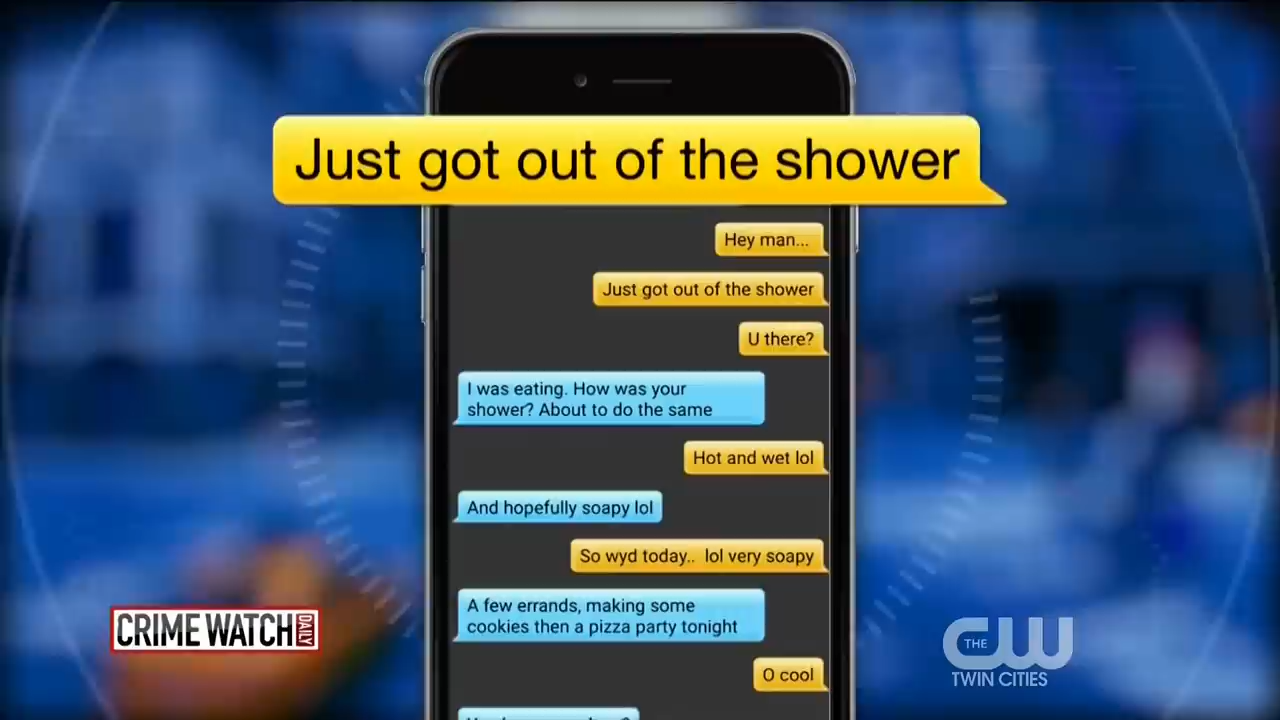 Just got out of the shower
Hey man...
Just got out of the shower
U there?
I was eating. How was your
shower? About to do the same
Hot and wet lol
And hopefully soapy lol
So wyd today.. lol very soapy
A few errands, making some
cookies then a pizza party tonight
O cool
CRIME WATCH DAILY
THE CW
TWIN CITIES